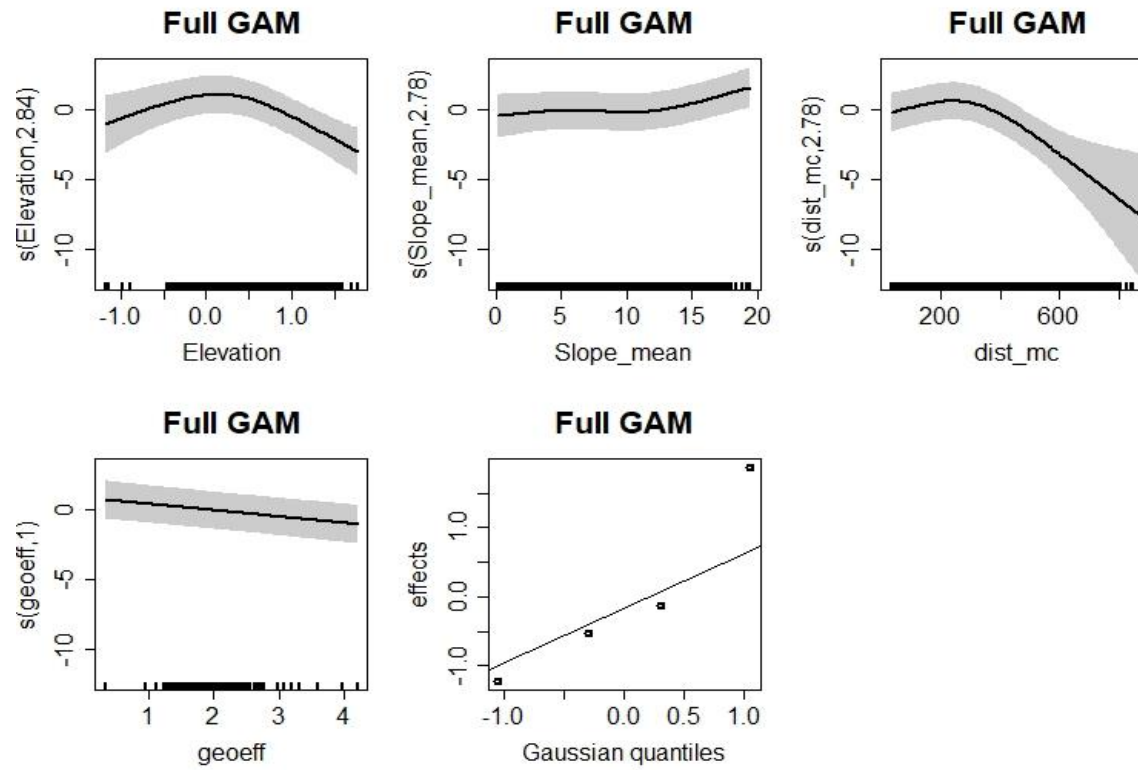 Full GAM
s(Elevation,2.84)
0
-5
-10
-1.0 0.0 1.0
Elevation
Full GAM
s(Slope_mean,2.78)
0
-5
-10
0 5 10 15 20
Slope_mean
Full GAM
s(dist_mc,2.78)
0
-5
-10
200 600
dist_mc
Full GAM
s(geoeff,1)
0
-5
-10
1 2 3 4
geoeff
Full GAM
effects
1.0
0.0
-1.0
-1.0 0.0 0.5 1.0
Gaussian quantiles